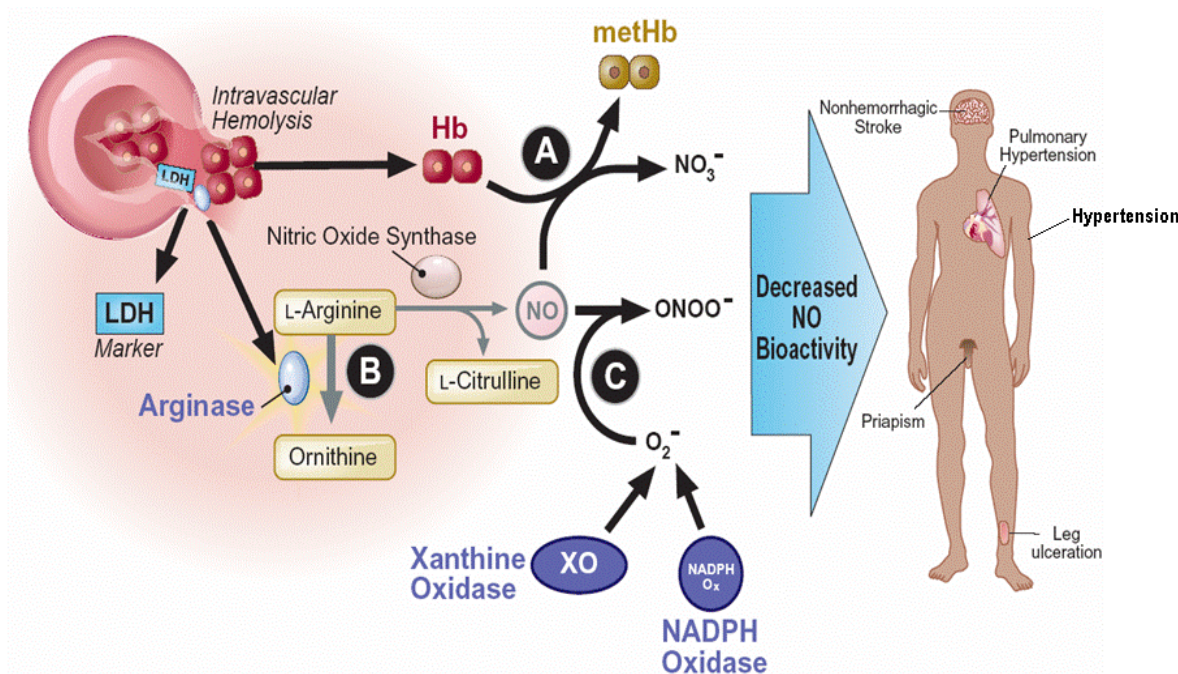 metHb
Intravascular
Hemolysis
Hb
A
NO₃⁻
LDH
Nitric Oxide Synthase
LDH
Marker
L-Arginine
NO
ONOO⁻
B
L-Citrulline
C
Arginase
Ornithine
O₂⁻
Xanthine
Oxidase
XO
NADPH
Ox
NADPH
Oxidase
Decreased
NO
Bioactivity
Nonhemorrhagic
Stroke
Pulmonary
Hypertension
Hypertension
Priapism
Leg
ulceration